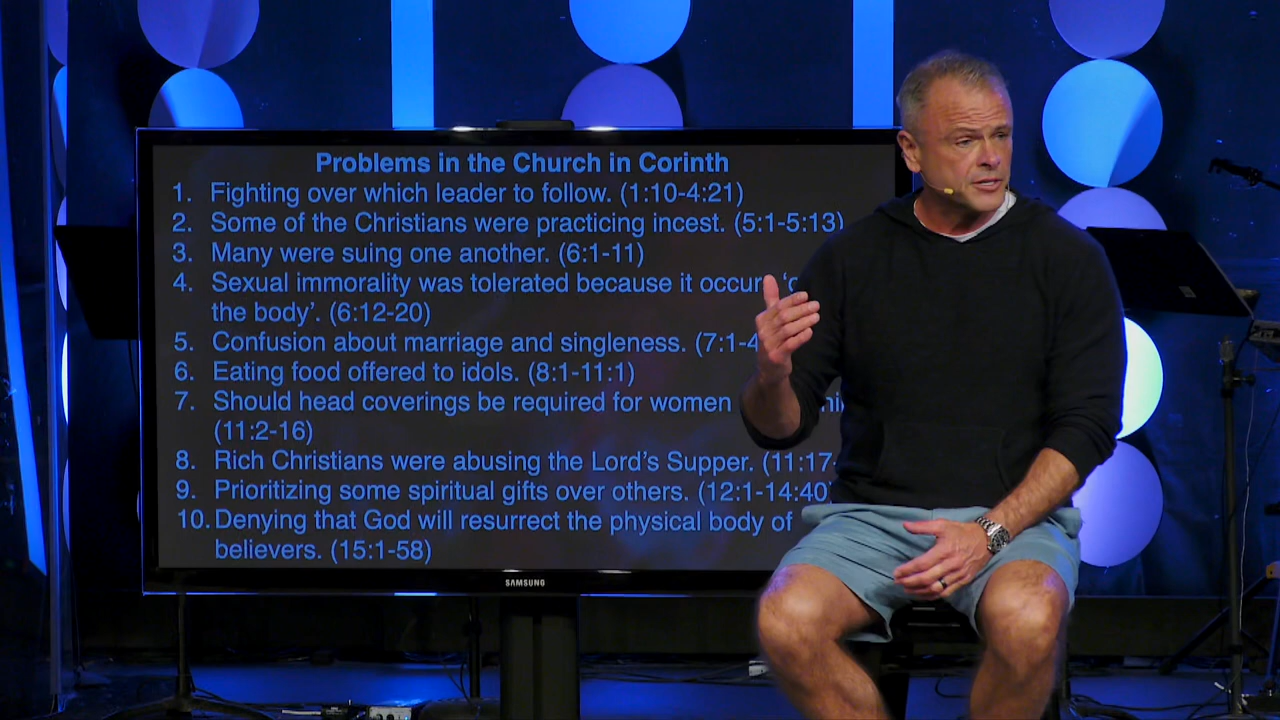 Problems in the Church in Corinth
1. Fighting over which leader to follow. (1:10-4:21)
2. Some of the Christians were practicing incest. (5:1-5:13)
3. Many were suing one another. (6:1-11)
4. Sexual immorality was tolerated because it occur
the body’. (6:12-20)
5. Confusion about marriage and singleness. (7:1-4
6. Eating food offered to idols. (8:1-11:1)
7. Should head coverings be required for women
(11:2-16)
8. Rich Christians were abusing the Lord’s Supper. (11:17-
9. Prioritizing some spiritual gifts over others. (12:1-14:40)
10. Denying that God will resurrect the physical body of
believers. (15:1-58)
SAMSUNG